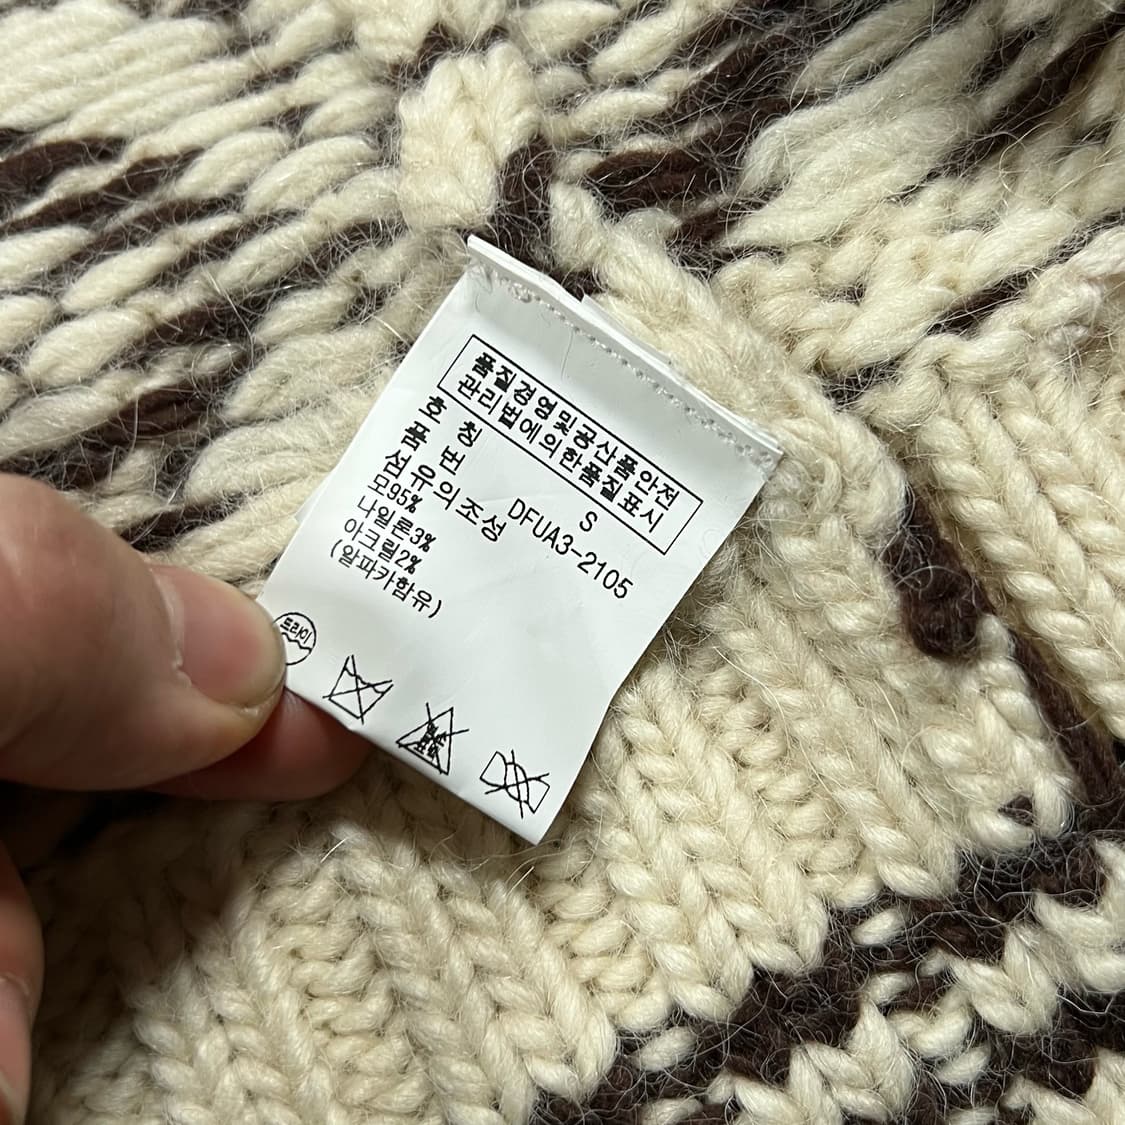 품질경영및공산품안전
관리법에의한품질표시
호 칭 S
품 번 DFUA3-2105
섬유의조성
모95%
나일론3%
아크릴2%
(알파카함유)
드라이